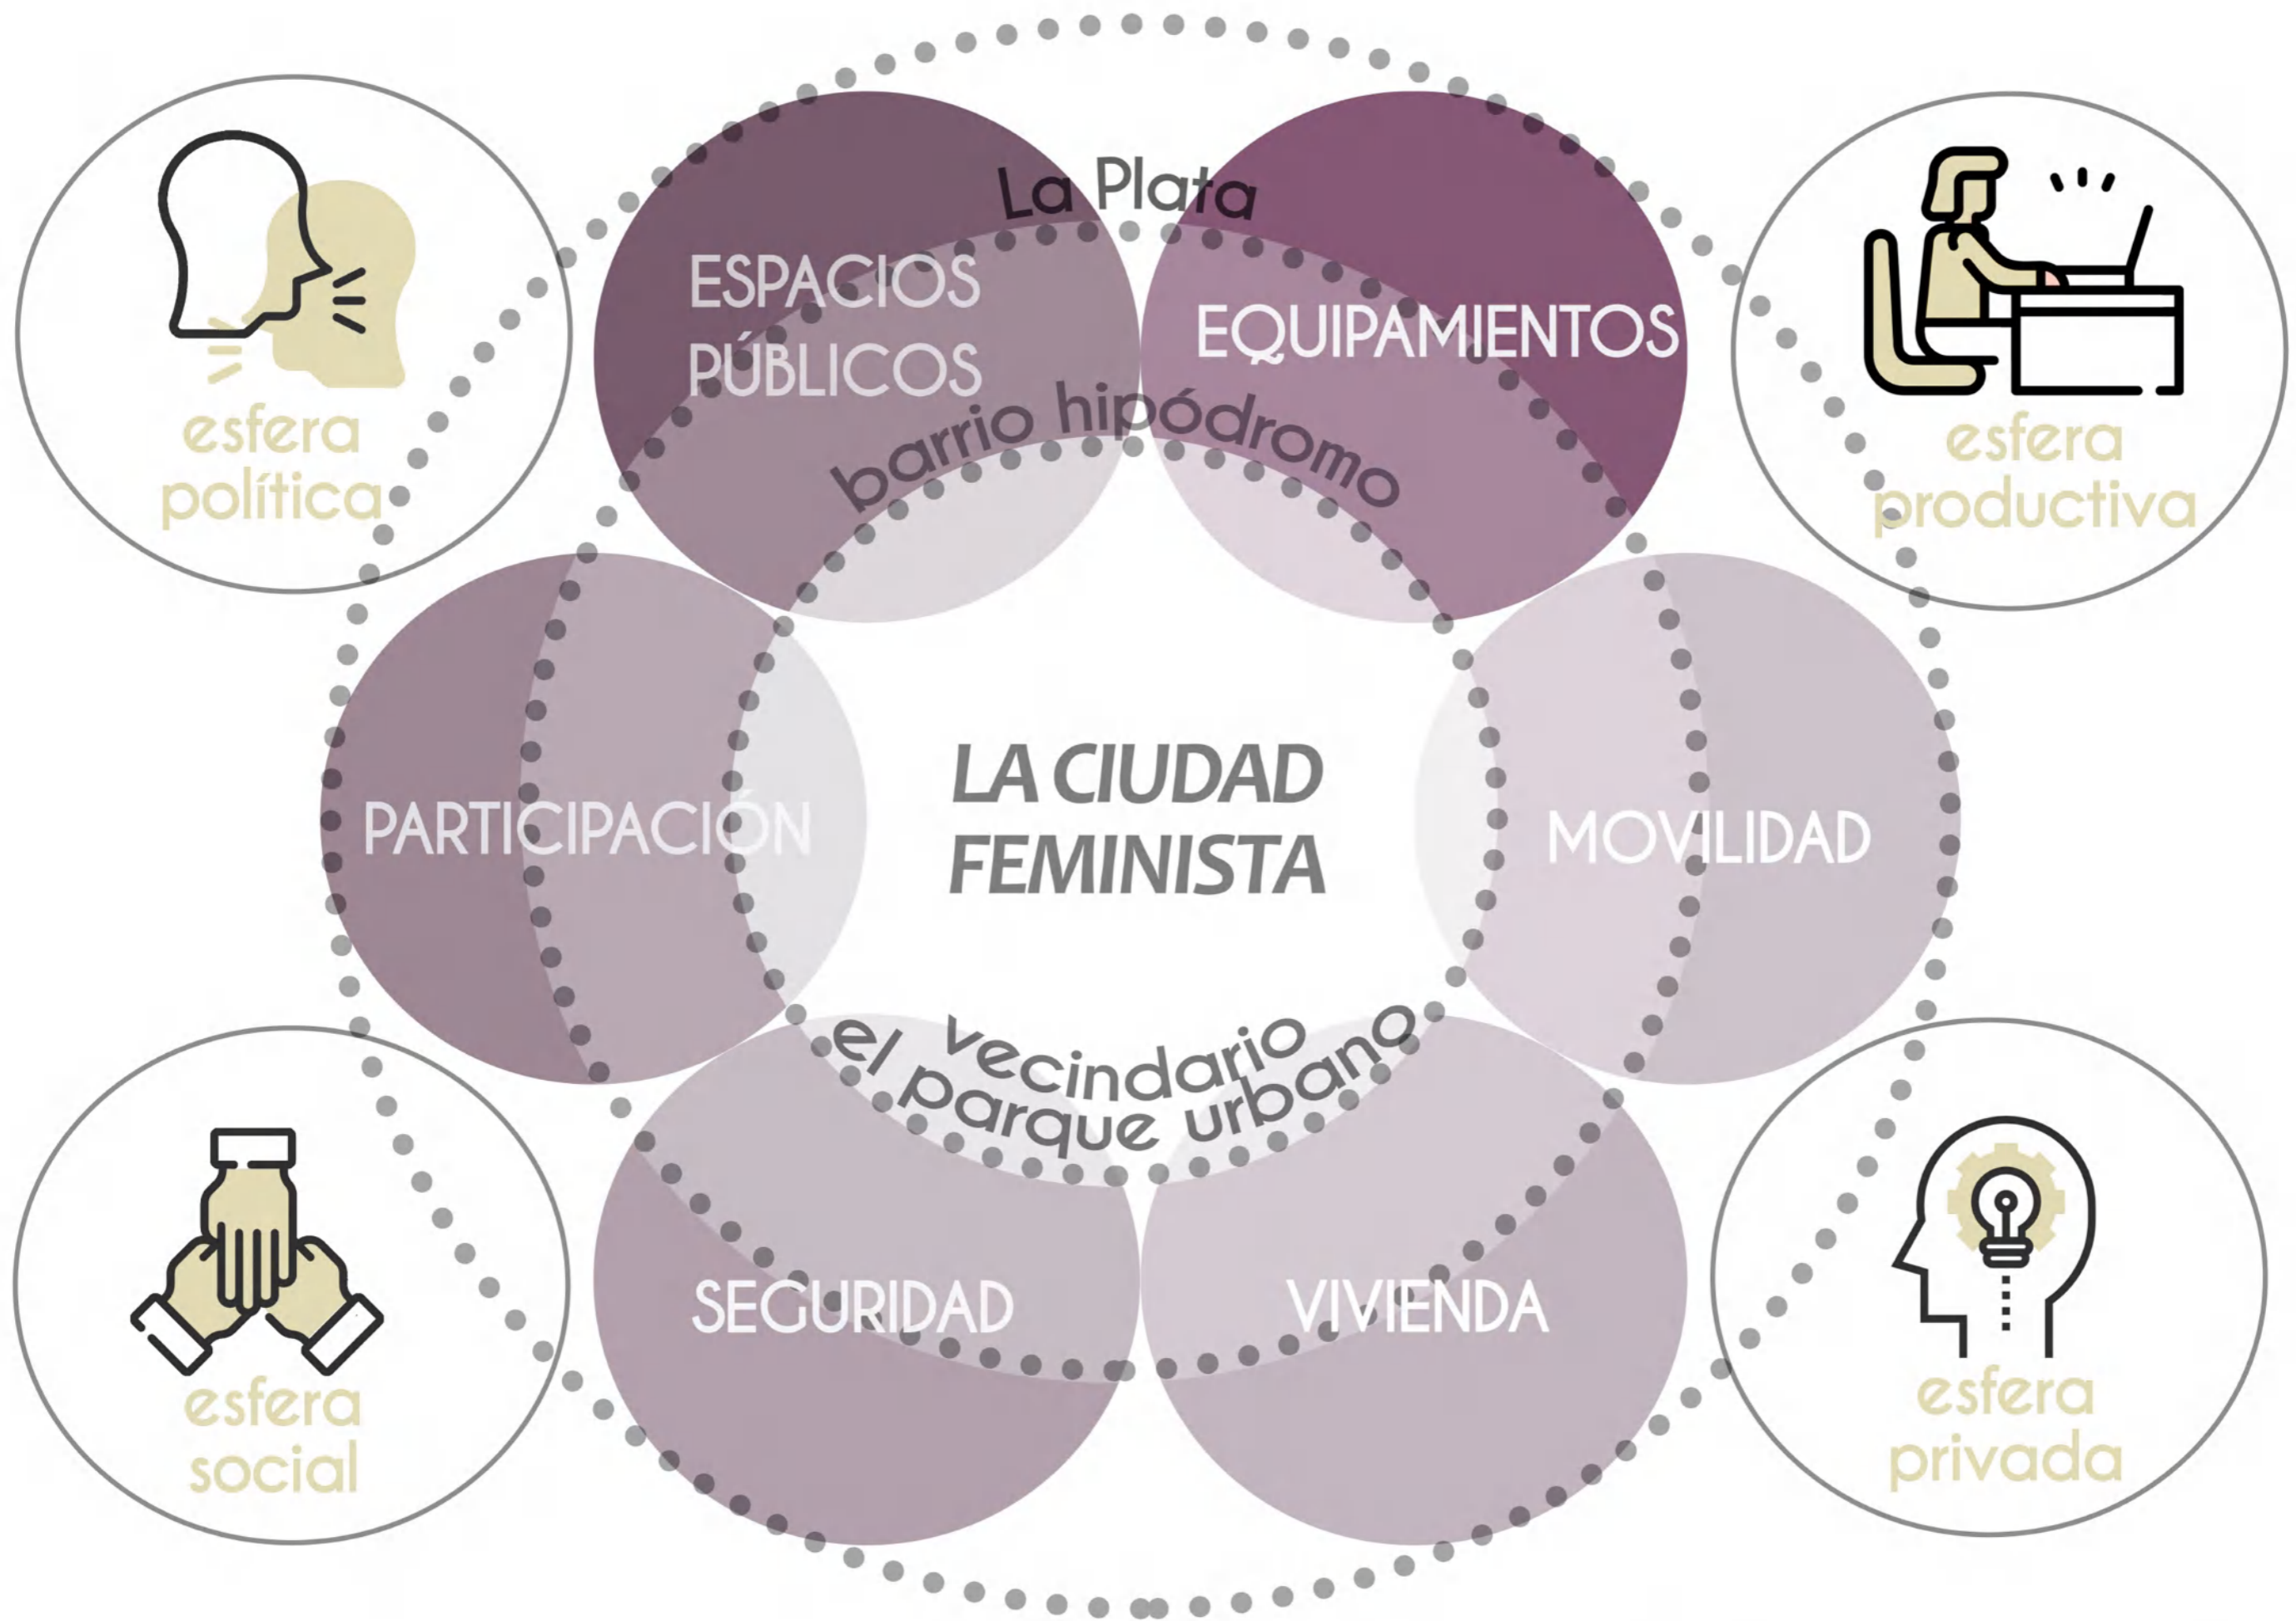 La Plata
ESPACIOS
PÚBLICOS
EQUIPAMIENTOS
barrio hipódromo
esfera
política
esfera
productiva
PARTICIPACIÓN
LA CIUDAD
FEMINISTA
MOVILIDAD
vecindario
el parque urbano
SEGURIDAD
VIVIENDA
esfera
social
esfera
privada